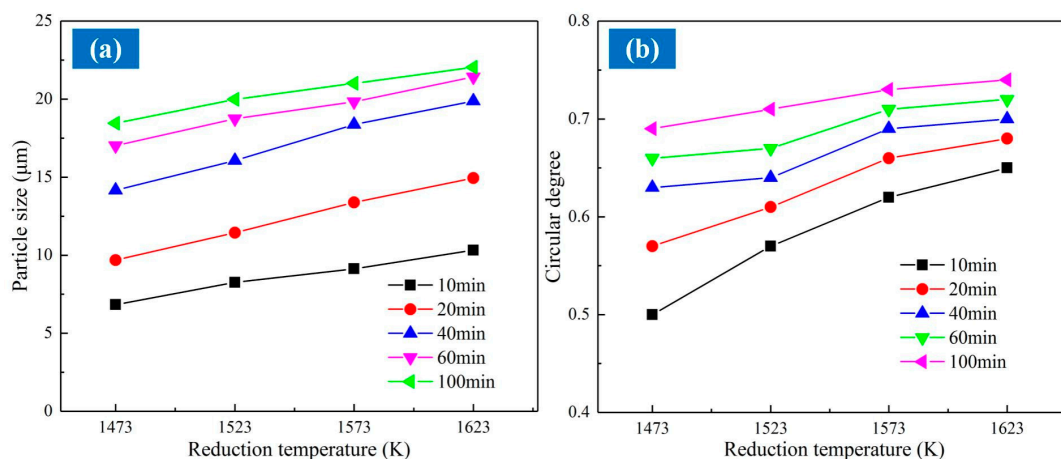 (a)
25
20
15
10
5
0
Particle size (μm)
10min
20min
40min
60min
100min
1473 1523 1573 1623
Reduction temperature (K)
(b)
0.8
0.7
0.6
0.5
0.4
Circular degree
10min
20min
40min
60min
100min
1473 1523 1573 1623
Reduction temperature (K)